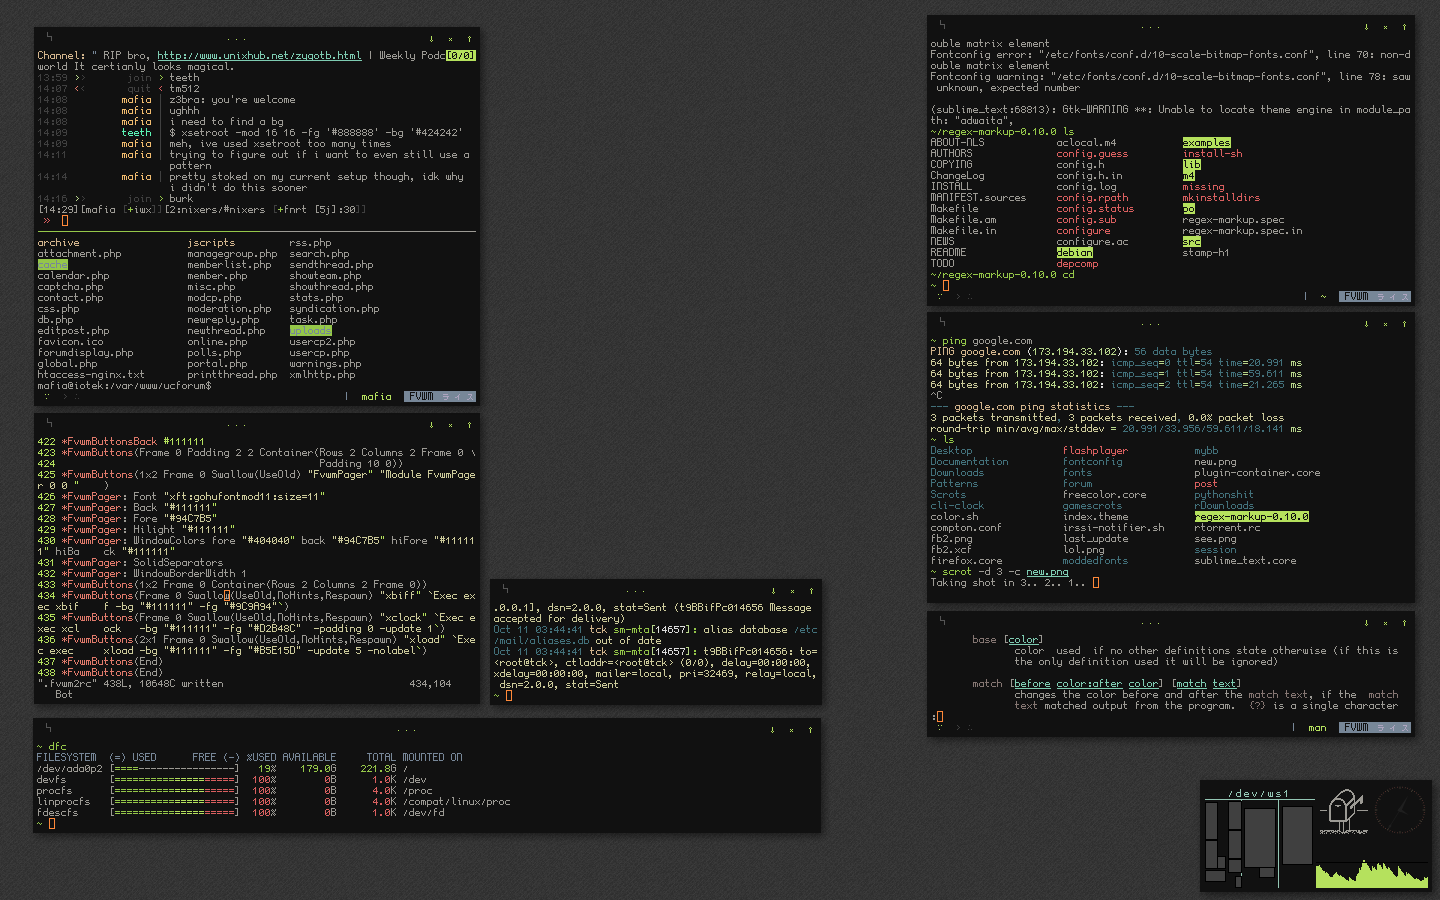 Channel: " RIP bro, http://www.unixhub.net/zyqotb.html | Weekly Podc[0/0]
world It certianly looks magical.
13:59 >> join > teeth
14:07 << quit < tm512
14:08 mafia | z3bra: you're welcome
14:08 mafia | ughhh
14:08 mafia | i need to find a bg
14:09 teeth | $ xsetroot -mod 16 16 -fg '#888888' -bg '#424242'
14:09 mafia | meh, ive used xsetroot too many times
14:11 mafia | trying to figure out if i want to even still use a
pattern
14:14 mafia | pretty stoked on my current setup though, idk why
i didn't do this sooner
14:16 >> join > burk
[14:29][mafia [+iwx]][2:nixers/#nixers [+fnrt [5j]:30]]
»
archive jscripts rss.php
attachment.php managegroup.php search.php
cache memberlist.php sendthread.php
calendar.php member.php showteam.php
captcha.php misc.php showthread.php
contact.php modcp.php stats.php
css.php moderation.php syndication.php
db.php newreply.php task.php
editpost.php newthread.php uploads
favicon.ico online.php usercp2.php
forumdisplay.php polls.php usercp.php
global.php portal.php warnings.php
htaccess-nginx.txt printthread.php xmlhttp.php
mafia@iotek:/var/www/ucforum$
| mafia FVWM ライス
422 *FvwmButtonsBack #111111
423 *FvwmButtons(Frame 0 Padding 2 2 Container(Rows 2 Columns 2 Frame 0 \
424 Padding 10 0))
425 *FvwmButtons(1x2 Frame 0 Swallow(UseOld) "FvwmPager" "Module FvwmPage
r 0 0 " )
426 *FvwmPager: Font "xft:gohufontmod11:size=11"
427 *FvwmPager: Back "#111111"
428 *FvwmPager: Fore "#94C7B5"
429 *FvwmPager: Hilight "#111111"
430 *FvwmPager: WindowColors fore "#404040" back "#94C7B5" hiFore "#11111
1" hiBa ck "#111111"
431 *FvwmPager: SolidSeparators
432 *FvwmPager: WindowBorderWidth 1
433 *FvwmButtons(1x2 Frame 0 Container(Rows 2 Columns 2 Frame 0))
434 *FvwmButtons(Frame 0 Swallow(UseOld,NoHints,Respawn) "xbiff" `Exec ex
ec xbif f -bg "#111111" -fg "#9C9A94"`)
435 *FvwmButtons(Frame 0 Swallow(UseOld,NoHints,Respawn) "xclock" `Exec e
xec xcl ock -bg "#111111" -fg "#D2B48C" -padding 0 -update 1`)
436 *FvwmButtons(2x1 Frame 0 Swallow(UseOld,NoHints,Respawn) "xload" `Exe
c exec xload -bg "#111111" -fg "#B5E15D" -update 5 -nolabel`)
437 *FvwmButtons(End)
438 *FvwmButtons(End)
".fvwm2rc" 438L, 10648C written 434,104
Bot
.0.0.1], dsn=2.0.0, stat=Sent (t9BBifPc014656 Message
accepted for delivery)
Oct 11 03:44:41 tck sm-mta[14657]: alias database /etc
/mail/aliases.db out of date
Oct 11 03:44:41 tck sm-mta[14657]: t9BBifPc014656: to=
<root@tck>, ctladdr=<root@tck> (0/0), delay=00:00:00,
xdelay=00:00:00, mailer=local, pri=32469, relay=local,
dsn=2.0.0, stat=Sent
~
~ dfc
FILESYSTEM (=) USED FREE (-) %USED AVAILABLE TOTAL MOUNTED ON
/dev/ada0p2 [====----------------] 19% 179.0G 221.8G /
devfs [====================] 100% 0B 1.0K /dev
procfs [====================] 100% 0B 4.0K /proc
linprocfs [====================] 100% 0B 4.0K /compat/linux/proc
fdescfs [====================] 100% 0B 1.0K /dev/fd
~
ouble matrix element
Fontconfig error: "/etc/fonts/conf.d/10-scale-bitmap-fonts.conf", line 70: non-d
ouble matrix element
Fontconfig warning: "/etc/fonts/conf.d/10-scale-bitmap-fonts.conf", line 78: saw
unknown, expected number
(sublime_text:68813): Gtk-WARNING **: Unable to locate theme engine in module_pa
th: "adwaita",
~/regex-markup-0.10.0 ls
ABOUT-NLS aclocal.m4 examples
AUTHORS config.guess install-sh
COPYING config.h lib
ChangeLog config.h.in m4
INSTALL config.log missing
MANIFEST.sources config.rpath mkinstalldirs
Makefile config.status po
Makefile.am config.sub regex-markup.spec
Makefile.in configure regex-markup.spec.in
NEWS configure.ac src
README debian stamp-h1
TODO depcomp
~/regex-markup-0.10.0 cd
~
| ~ FVWM ライス
~ ping google.com
PING google.com (173.194.33.102): 56 data bytes
64 bytes from 173.194.33.102: icmp_seq=0 ttl=54 time=20.991 ms
64 bytes from 173.194.33.102: icmp_seq=1 ttl=54 time=59.611 ms
64 bytes from 173.194.33.102: icmp_seq=2 ttl=54 time=21.265 ms
^C
--- google.com ping statistics ---
3 packets transmitted, 3 packets received, 0.0% packet loss
round-trip min/avg/max/stddev = 20.991/33.956/59.611/18.141 ms
~ ls
Desktop flashplayer mybb
Documentation fontconfig new.png
Downloads fonts plugin-container.core
Patterns forum post
Scrots freecolor.core pythonshit
cli-clock gamescrots rDownloads
color.sh index.theme regex-markup-0.10.0
compton.conf irssi-notifier.sh rtorrent.rc
fb2.png last_update see.png
fb2.xcf lol.png session
firefox.core moddedfonts sublime_text.core
~ scrot -d 3 -c new.png
Taking shot in 3.. 2.. 1..
base [color]
color used if no other definitions state otherwise (if this is
the only definition used it will be ignored)
match [before color:after color] [match text]
changes the color before and after the match text, if the match
text matched output from the program. (?) is a single character
:
| man FVWM ライス
/dev/ws1